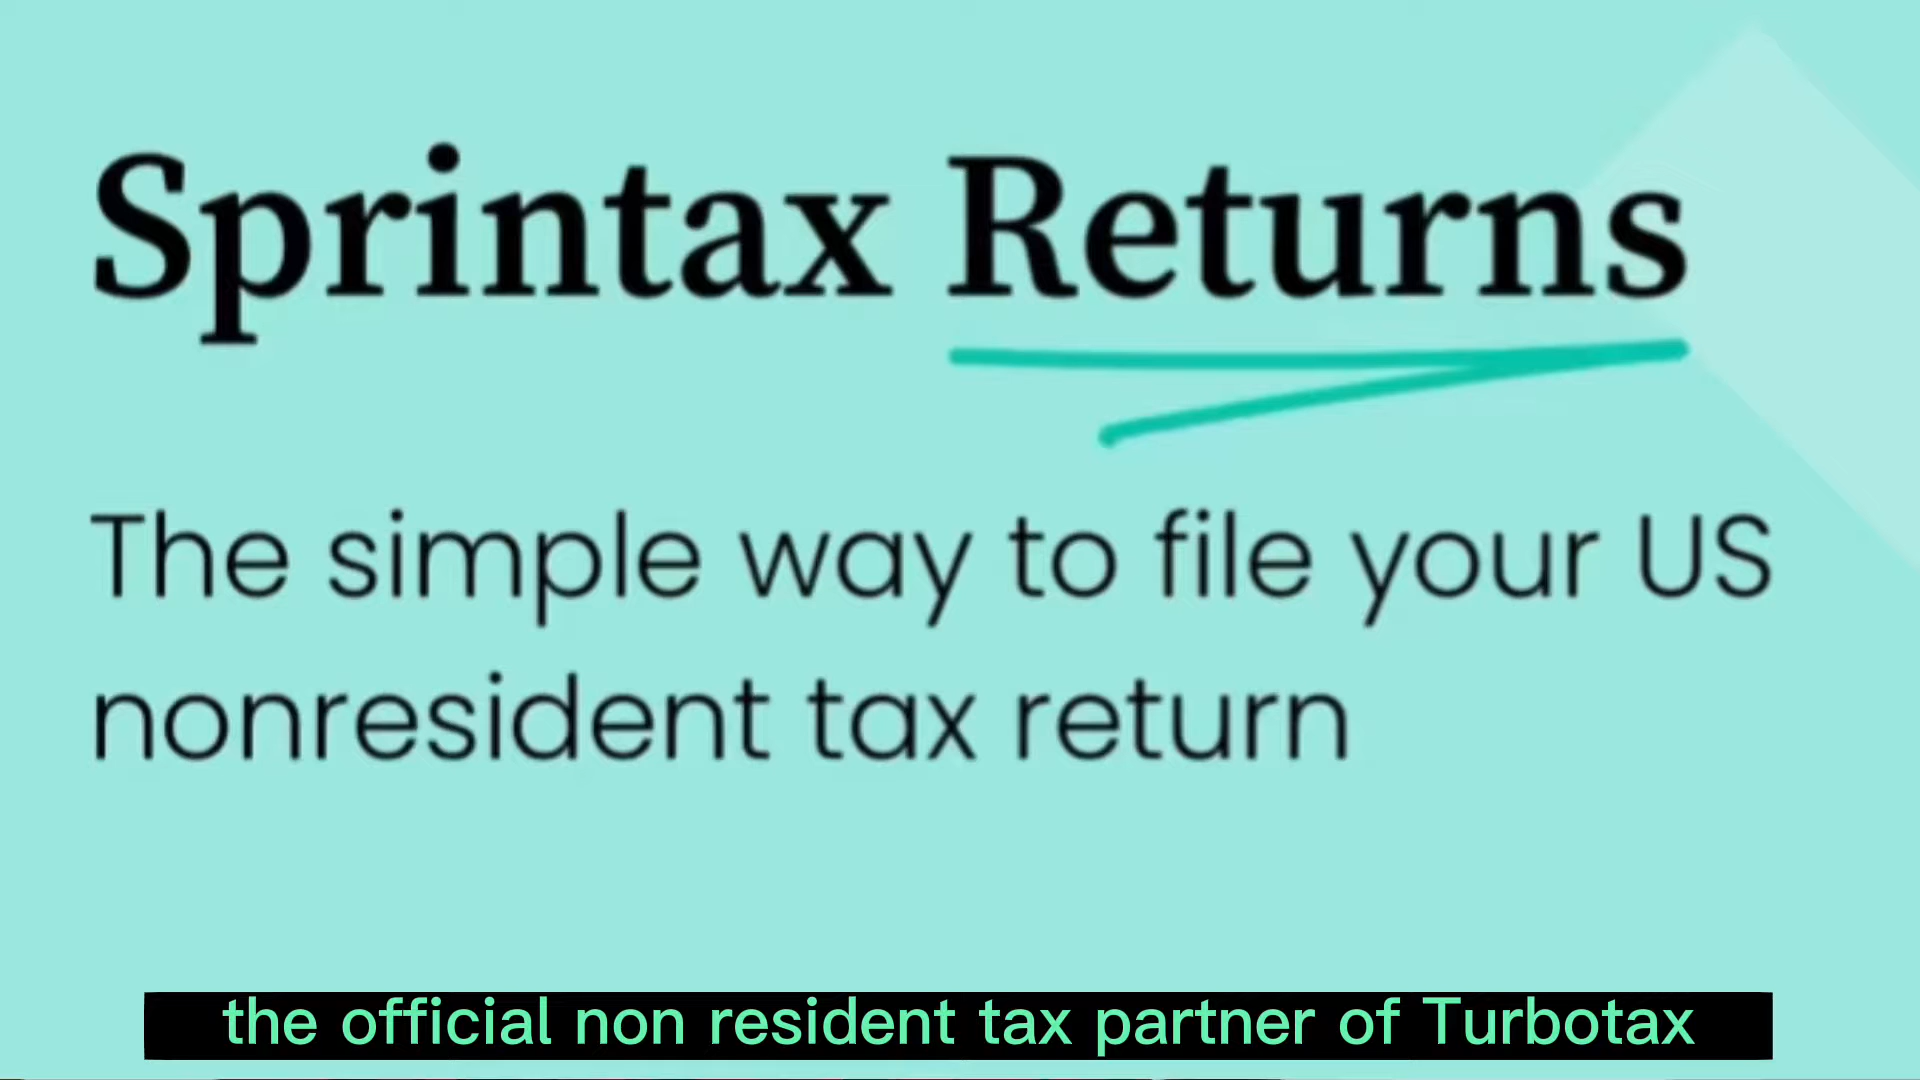 Sprintax Returns
The simple way to file your US
nonresident tax return
the official non resident tax partner of Turbotax